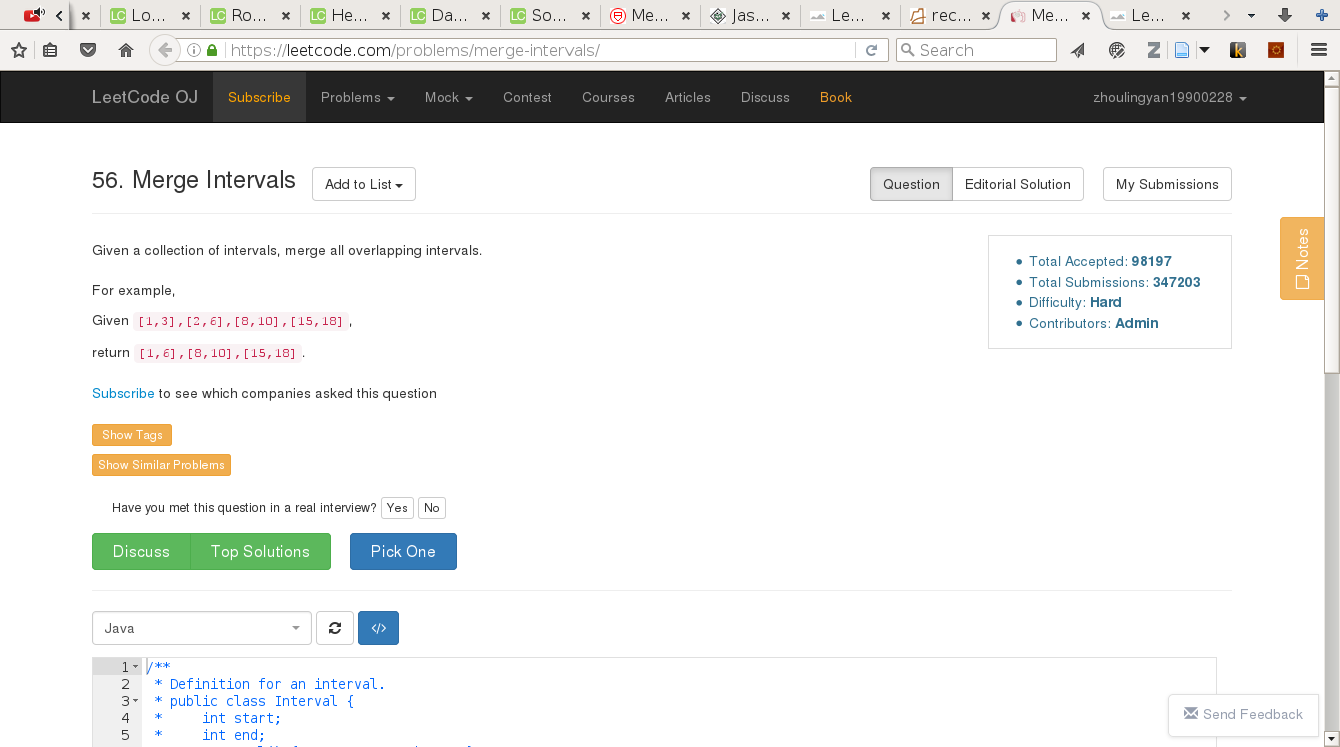 Lo... Ro... He... Da... So... Me... Jas... Le... rec... Me... Le...
https://leetcode.com/problems/merge-intervals/ Search
LeetCode OJ Subscribe Problems Mock Contest Courses Articles Discuss Book zhoulingyan19900228
56. Merge Intervals Add to List Question Editorial Solution My Submissions
Notes
Given a collection of intervals, merge all overlapping intervals.
For example,
Given [1,3],[2,6],[8,10],[15,18],
return [1,6],[8,10],[15,18].
Total Accepted: 98197
Total Submissions: 347203
Difficulty: Hard
Contributors: Admin
Subscribe to see which companies asked this question
Show Tags
Show Similar Problems
Have you met this question in a real interview? Yes No
Discuss Top Solutions Pick One
Java </>
1 /**
2 * Definition for an interval.
3 * public class Interval {
4 * int start;
5 * int end;
Send Feedback